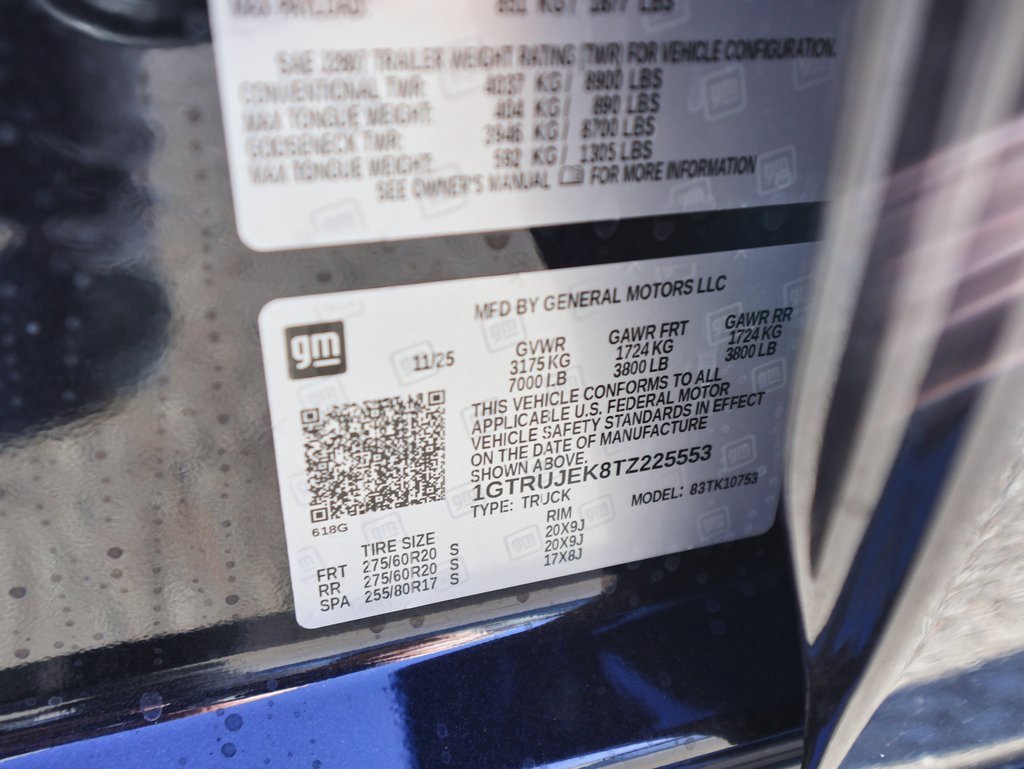 851 KG / 1877 LBS
SAE J2807 TRAILER WEIGHT RATING (TWR) FOR VEHICLE CONFIGURATION.
CONVENTIONAL TWR: 4037 KG / 8900 LBS
MAX TONGUE WEIGHT: 404 KG / 890 LBS
GOOSENECK TWR: 3946 KG / 8700 LBS
MAX TONGUE WEIGHT: 592 KG / 1305 LBS
SEE OWNER'S MANUAL FOR MORE INFORMATION
MFD BY GENERAL MOTORS LLC
gm 11/25
GVWR GAWR FRT GAWR RR
3175 KG 1724 KG 1724 KG
7000 LB 3800 LB 3800 LB
THIS VEHICLE CONFORMS TO ALL
APPLICABLE U.S. FEDERAL MOTOR
VEHICLE SAFETY STANDARDS IN EFFECT
ON THE DATE OF MANUFACTURE
SHOWN ABOVE.
1GTRUJEK8TZ225553
TYPE: TRUCK MODEL: 83TK10753
618G
TIRE SIZE RIM
FRT 275/60R20 S 20X9J
RR 275/60R20 S 20X9J
SPA 255/80R17 S 17X8J